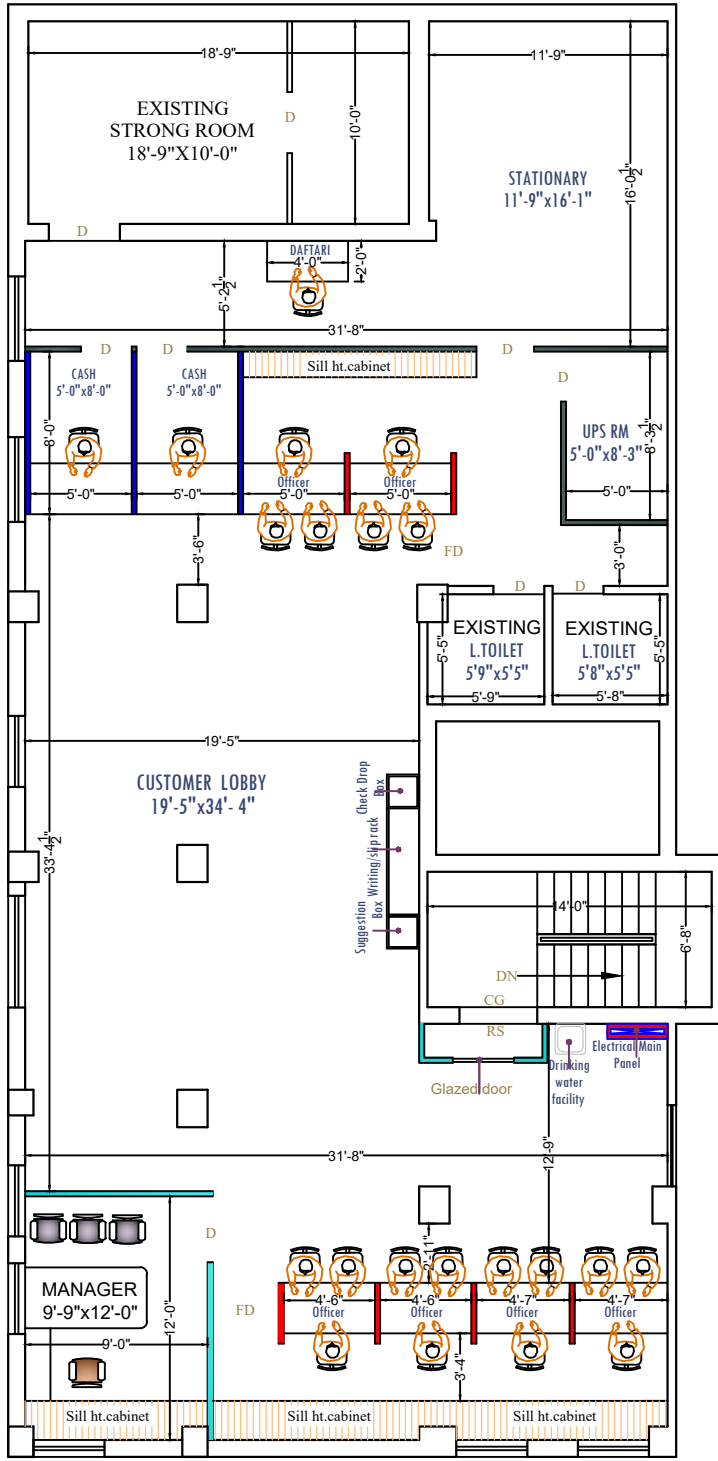 18'-9"
11'-9"
EXISTING
STRONG ROOM
18'-9"X10'-0"
D
10'-0"
STATIONARY
11'-9"x16'-1"
16'-0 1/2"
D
DAFTARI
4'-0"
2'-0"
5'-2 1/2"
31'-8"
D
D
D
Sill ht.cabinet
D
CASH
5'-0"x8'-0"
CASH
5'-0"x8'-0"
8'-0"
UPS RM
5'-0"x8'-3"
8'-3 1/2"
Officer
Officer
5'-0"
5'-0"
5'-0"
5'-0"
5'-0"
3'-6"
FD
3'-0"
D
D
EXISTING
L.TOILET
5'9"x5'5"
5'-5"
5'-9"
EXISTING
L.TOILET
5'8"x5'5"
5'-5"
5'-8"
19'-5"
CUSTOMER LOBBY
19'-5"x34'- 4"
33'-4 1/2"
Check Drop
Box
Writing/slip rack
Suggestion
Box
14'-0"
6'-8"
DN
CG
RS
Glazed door
Drinking
water
facility
Electrical Main
Panel
31'-8"
12'-9"
D
2'-11"
MANAGER
9'-9"x12'-0"
12'-0"
9'-0"
FD
4'-6"
4'-6"
4'-7"
4'-7"
Officer
Officer
Officer
Officer
3'-4"
Sill ht.cabinet
Sill ht.cabinet
Sill ht.cabinet